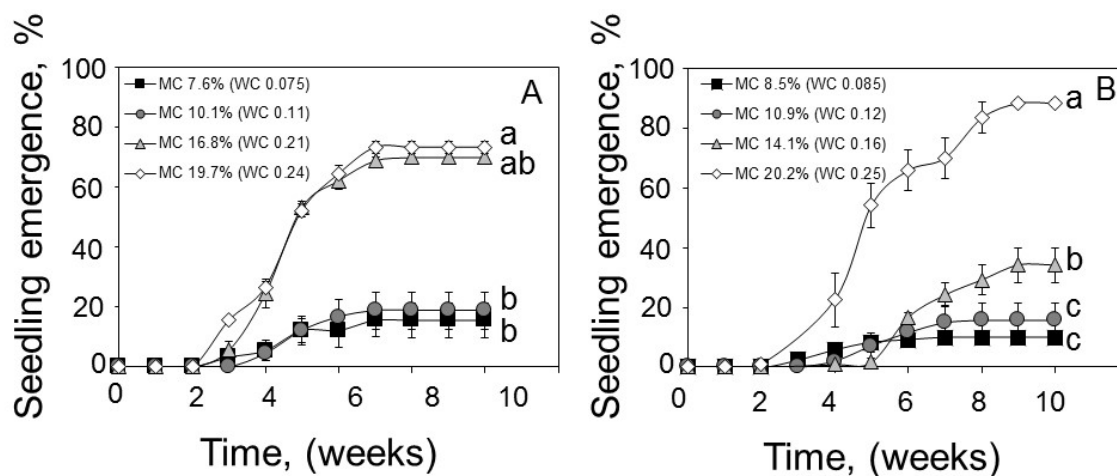 Seedling emergence, %
100
80
60
40
20
0
MC 7.6% (WC 0.075)
MC 10.1% (WC 0.11)
MC 16.8% (WC 0.21)
MC 19.7% (WC 0.24)
A
a
ab
b
b
0 2 4 6 8 10
Time, (weeks)
Seedling emergence, %
100
80
60
40
20
0
MC 8.5% (WC 0.085)
MC 10.9% (WC 0.12)
MC 14.1% (WC 0.16)
MC 20.2% (WC 0.25)
B
a
b
c
c
0 2 4 6 8 10
Time, (weeks)